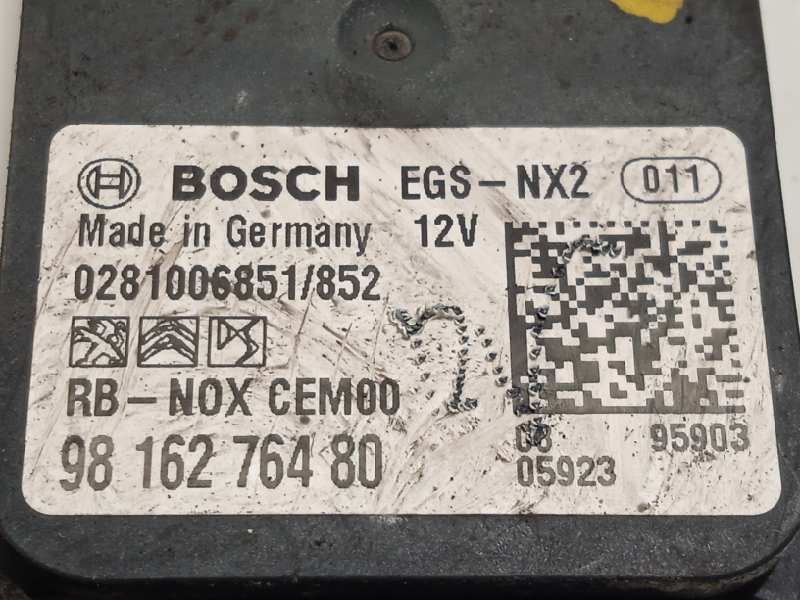 BOSCH EGS-NX2 011
Made in Germany 12V
0281006851/852
RB-NOX CEM00
98 162 764 80
08 95903
05923